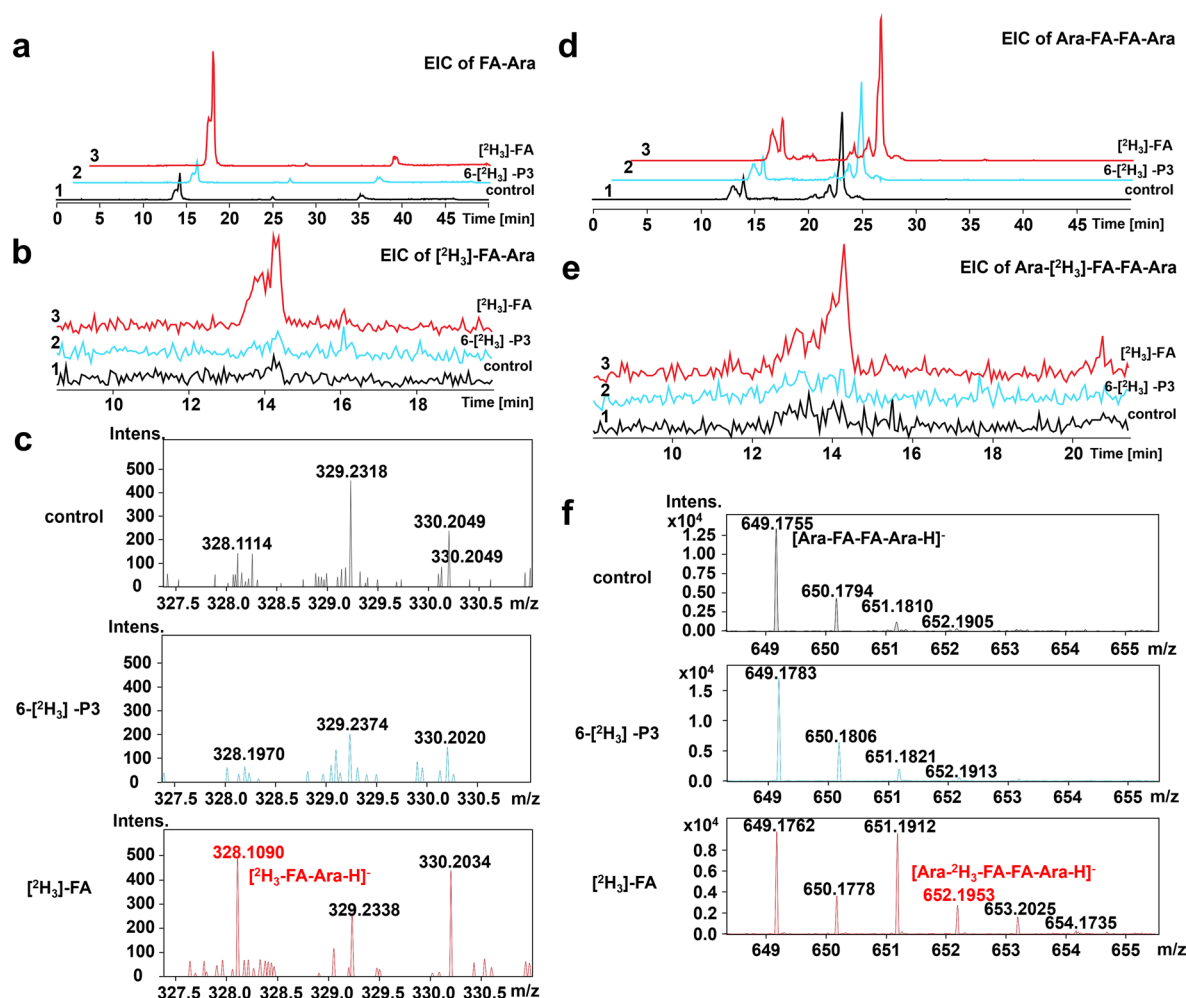 a
EIC of FA-Ara
[²H₃]-FA
3
6-[²H₃] -P3
2
control
1
0 5 10 15 20 25 30 35 40 45 Time [min]
b
EIC of [²H₃]-FA-Ara
[²H₃]-FA
3
6-[²H₃] -P3
2
control
1
10 12 14 16 18 Time [min]
c
Intens.
control
500
400
300
200
100
0
329.2318
328.1114
330.2049
330.2049
327.5 328.0 328.5 329.0 329.5 330.0 330.5 m/z
Intens.
6-[²H₃] -P3
500
400
300
200
100
0
328.1970
329.2374
330.2020
327.5 328.0 328.5 329.0 329.5 330.0 330.5 m/z
Intens.
[²H₃]-FA
500
400
300
200
100
0
328.1090
[²H₃-FA-Ara-H]⁻
329.2338
330.2034
327.5 328.0 328.5 329.0 329.5 330.0 330.5 m/z
d
EIC of Ara-FA-FA-Ara
[²H₃]-FA
3
6-[²H₃] -P3
2
control
1
0 5 10 15 20 25 30 35 40 45 Time [min]
e
EIC of Ara-[²H₃]-FA-FA-Ara
[²H₃]-FA
3
6-[²H₃] -P3
2
control
1
10 12 14 16 18 20 Time [min]
f
Intens.
x10⁴
control
1.25
1.00
0.75
0.50
0.25
0.00
649.1755
[Ara-FA-FA-Ara-H]⁻
650.1794
651.1810
652.1905
649 650 651 652 653 654 655 m/z
x10⁴
6-[²H₃] -P3
1.5
1.0
0.5
0.0
649.1783
650.1806
651.1821
652.1913
649 650 651 652 653 654 655 m/z
x10⁴
[²H₃]-FA
0.8
0.6
0.4
0.2
0.0
649.1762
650.1778
651.1912
[Ara-²H₃-FA-FA-Ara-H]⁻
652.1953
653.2025
654.1735
649 650 651 652 653 654 655 m/z